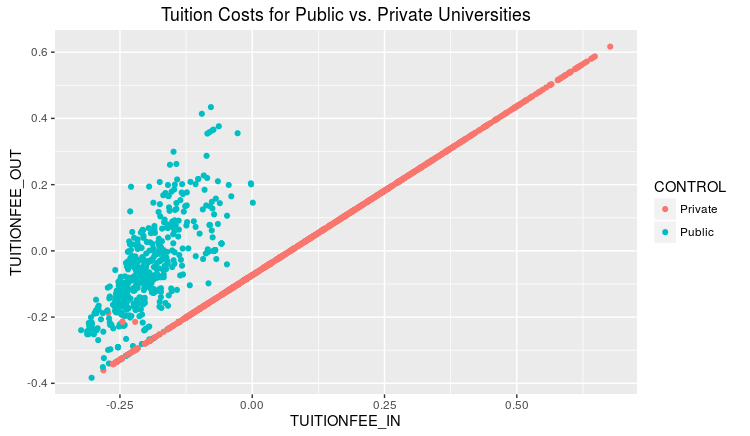 Tuition Costs for Public vs. Private Universities
0.6
0.4
0.2
0.0
-0.2
-0.4
TUITIONFEE_OUT
-0.25
0.00
0.25
0.50
TUITIONFEE_IN
CONTROL
Private
Public